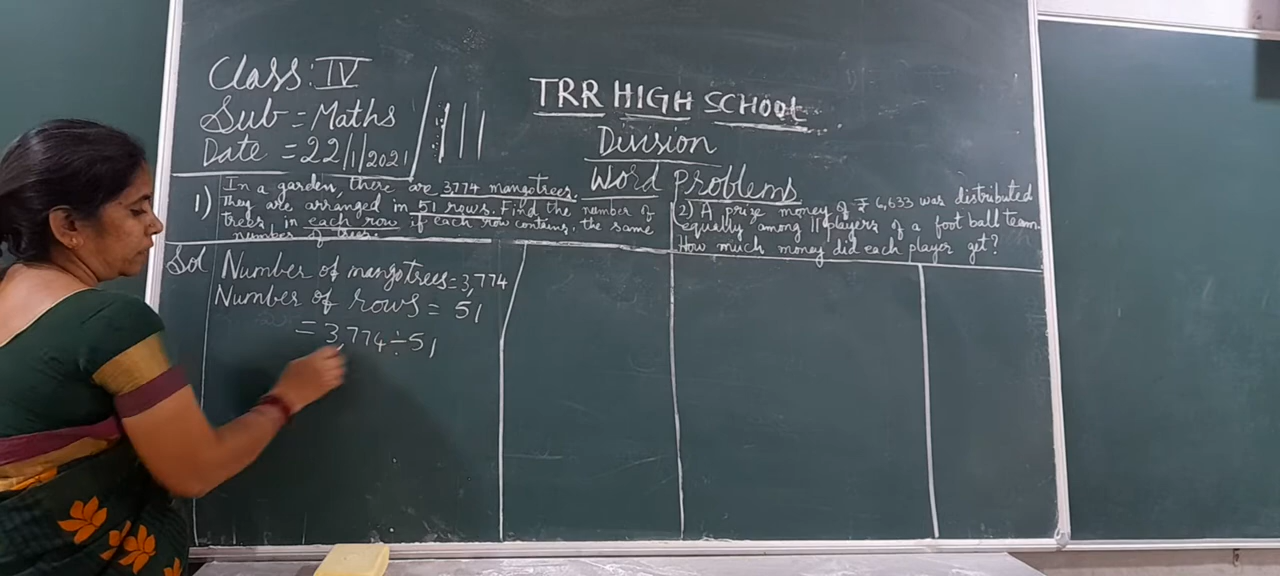 Class: IV
Sub = Maths
Date = 22/1/2021
TRR HIGH SCHOOL
Division
Word Problems
1) In a garden, there are 3774 mangotrees.
They are arranged in 51 rows. Find the number of
trees in each row if each row contains, the same
number of trees.
2) A prize money of ₹ 6,633 was distributed
equally among 11 players of a foot ball team.
How much money did each player get?
Sol Number of mangotrees = 3,774
Number of rows = 51
= 3,774 ÷ 51